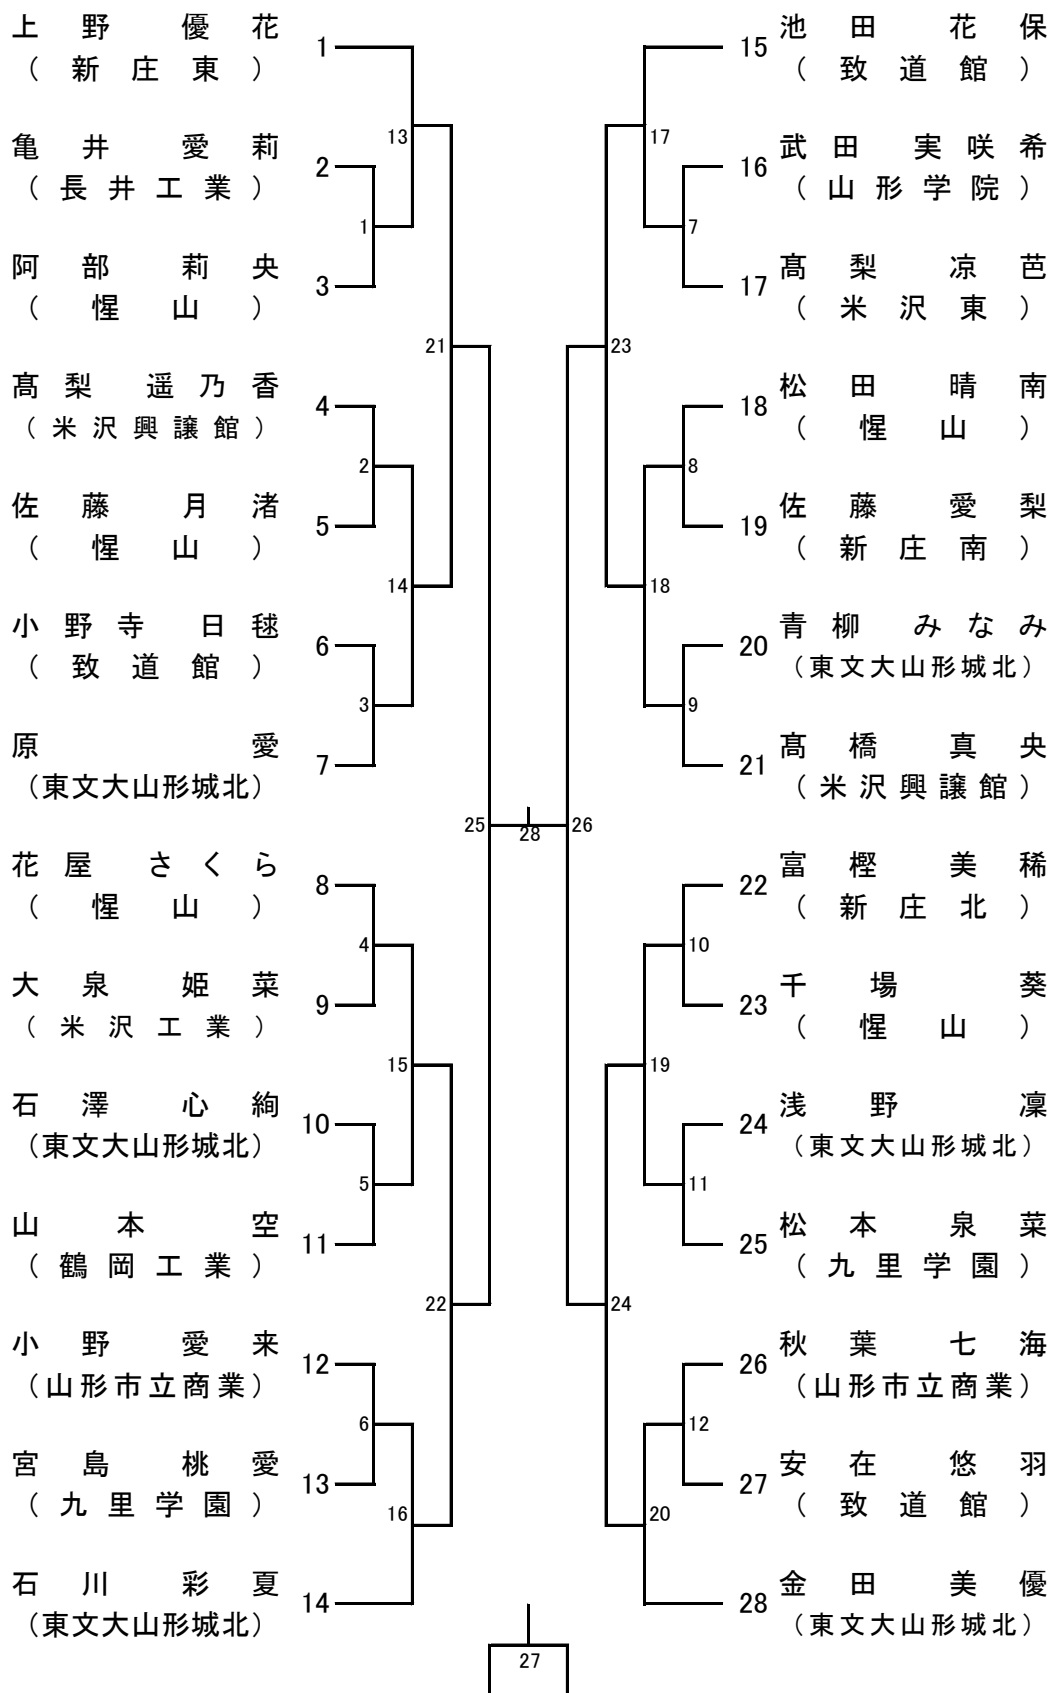 上野優花
1
(新庄東)
亀井愛莉
2
(長井工業)
1
13
阿部莉央
3
(惺山)
21
髙梨遥乃香
4
(米沢興譲館)
2
佐藤月渚
5
(惺山)
14
小野寺日毬
6
(致道館)
3
原愛
7
(東文大山形城北)
25
花屋さくら
8
(惺山)
4
大泉姫菜
9
(米沢工業)
15
石澤心絢
10
(東文大山形城北)
5
山本空
11
(鶴岡工業)
22
小野愛来
12
(山形市立商業)
6
宮島桃愛
13
(九里学園)
16
石川彩夏
14
(東文大山形城北)
28
27
15
池田花保
(致道館)
17
16
武田実咲希
(山形学院)
7
17
髙梨凉芭
(米沢東)
23
18
松田晴南
(惺山)
8
19
佐藤愛梨
(新庄南)
18
20
青柳みなみ
(東文大山形城北)
9
21
髙橋真央
(米沢興譲館)
26
22
富樫美稀
(新庄北)
10
23
千場葵
(惺山)
19
24
浅野凜
(東文大山形城北)
11
25
松本泉菜
(九里学園)
24
26
秋葉七海
(山形市立商業)
12
27
安在悠羽
(致道館)
20
28
金田美優
(東文大山形城北)